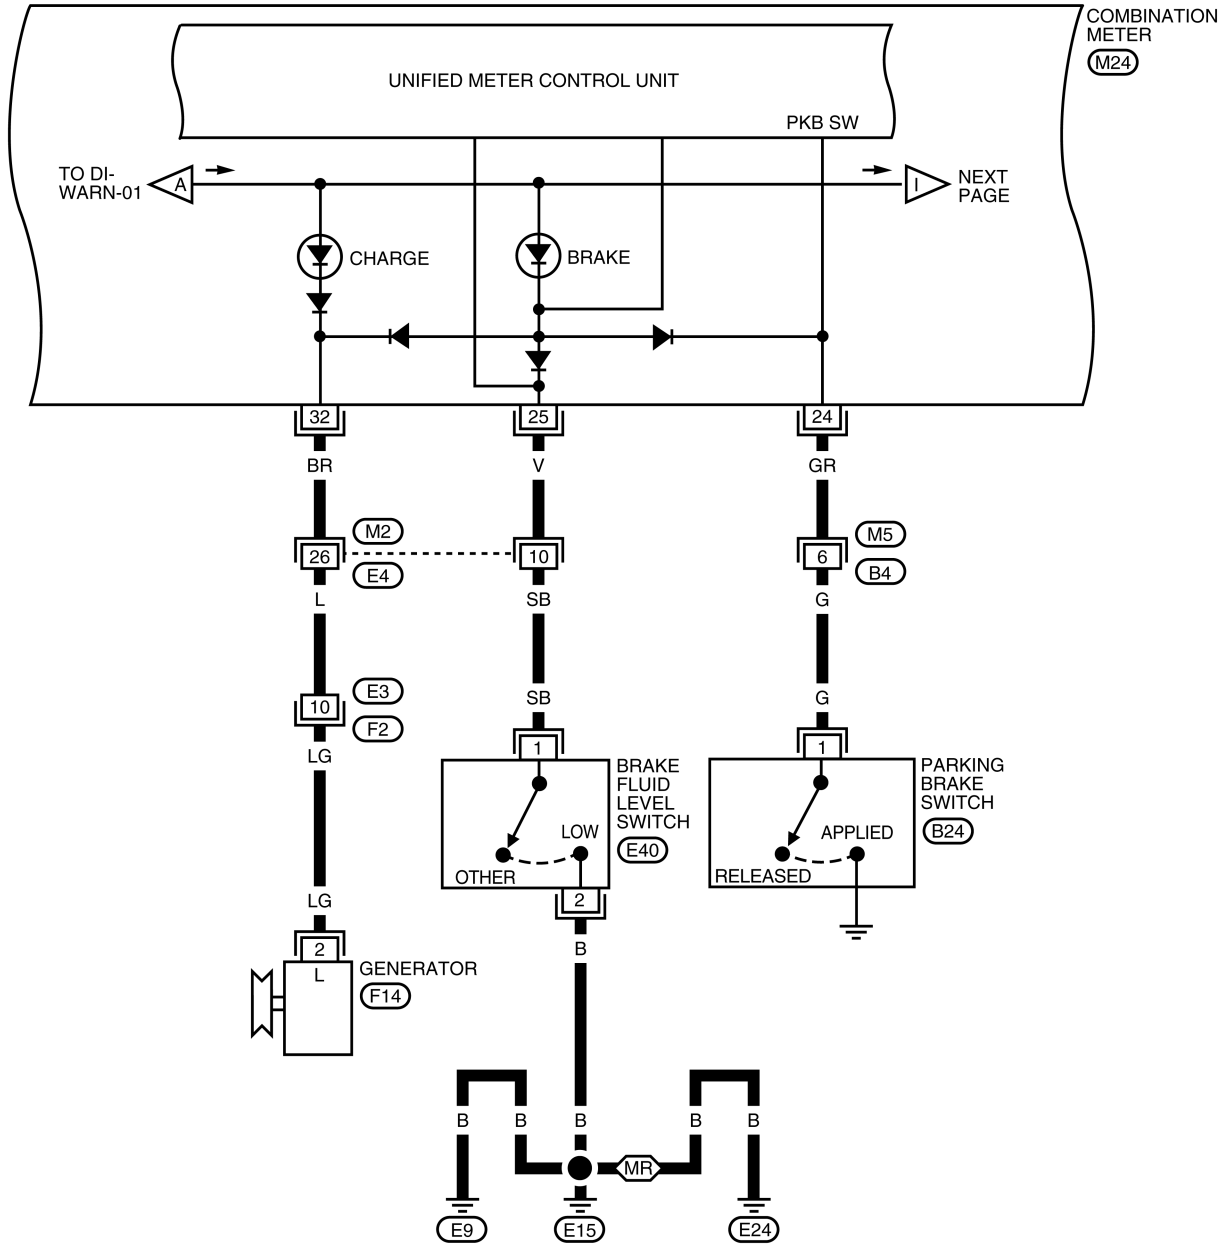 COMBINATION
METER
M24
UNIFIED METER CONTROL UNIT
PKB SW
TO DI-
WARN-01
A
I
NEXT
PAGE
CHARGE
BRAKE
32
25
24
BR
V
GR
M2
M5
26
10
6
E4
B4
L
SB
G
E3
SB
G
10
F2
LG
1
1
BRAKE
FLUID
LEVEL
SWITCH
E40
PARKING
BRAKE
SWITCH
B24
LOW
APPLIED
OTHER
RELEASED
LG
2
2
B
L
GENERATOR
F14
B
B
B
B
B
MR
E9
E15
E24